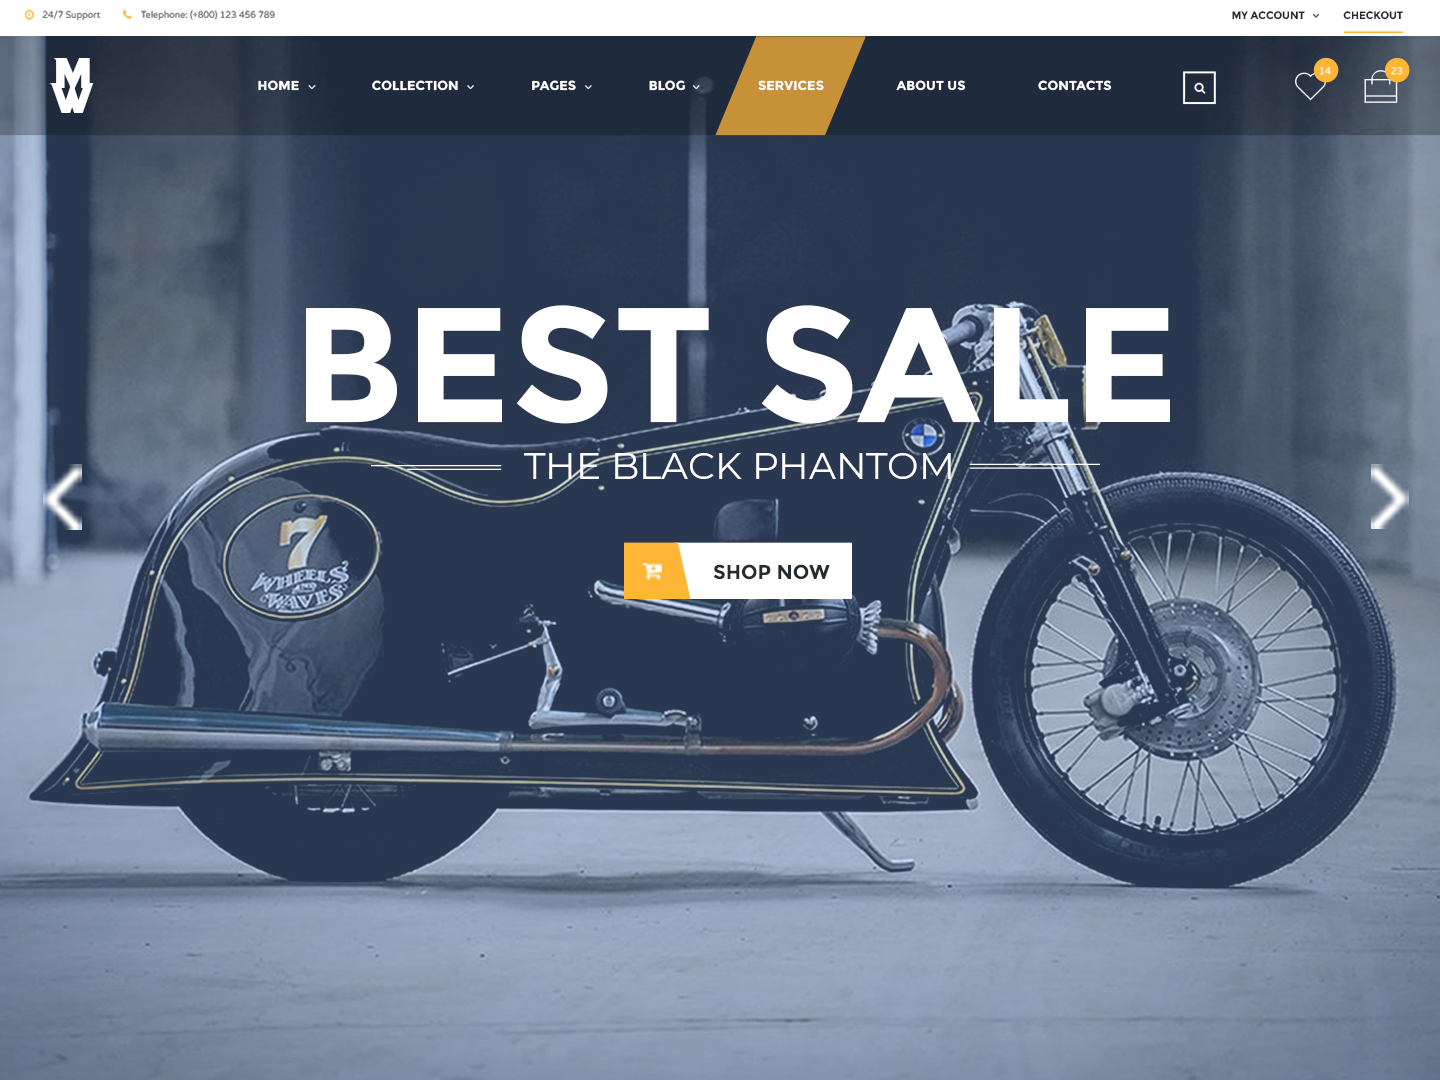 24/7 Support
Telephone: (+800) 123 456 789
MY ACCOUNT
CHECKOUT
MW
HOME
COLLECTION
PAGES
BLOG
SERVICES
ABOUT US
CONTACTS
14
23
BEST SALE
THE BLACK PHANTOM
SHOP NOW
7
WHEELS
AND
WAVES